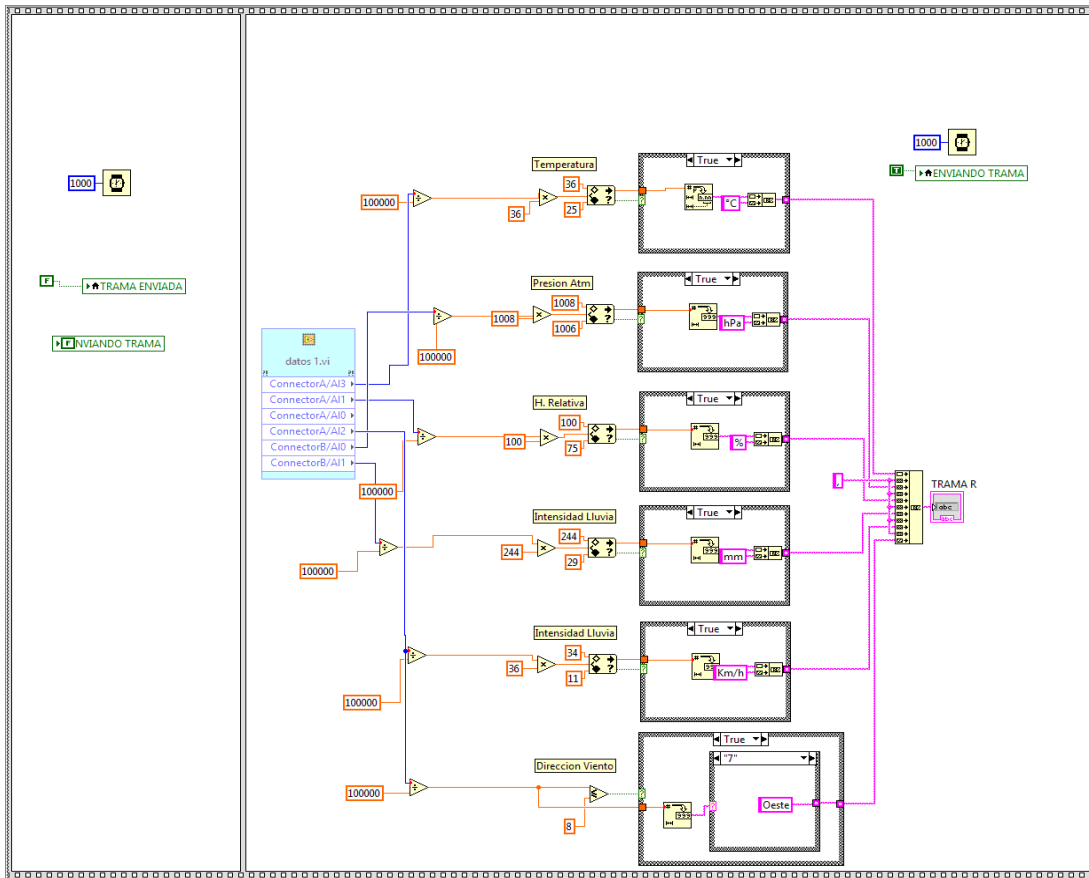 1000
F
TRAMA ENVIADA
F
NVIANDO TRAMA
datos 1.vi
ConnectorA/AI3
ConnectorA/AI1
ConnectorA/AI0
ConnectorA/AI2
ConnectorB/AI0
ConnectorB/AI1
Temperatura
100000
36
36
25
True
°C
Presion Atm
100000
1008
1008
1006
True
hPa
H. Relativa
100000
100
100
75
True
%
Intensidad Lluvia
100000
244
244
29
True
mm
Intensidad Lluvia
100000
36
34
11
True
Km/h
Direccion Viento
100000
8
True
"7"
Oeste
1000
T
ENVIANDO TRAMA
,
TRAMA R
abc
abc